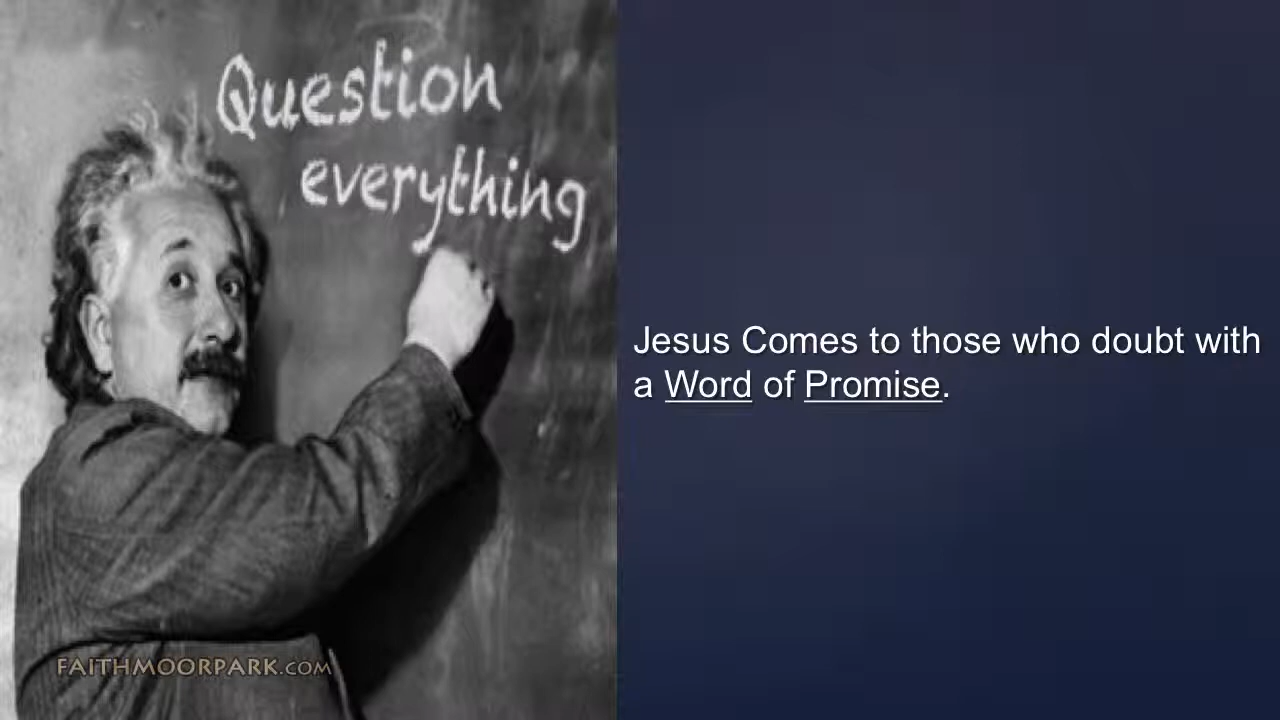 Question
everything
Jesus Comes to those who doubt with
a Word of Promise.
FAITHMOORPARK.COM